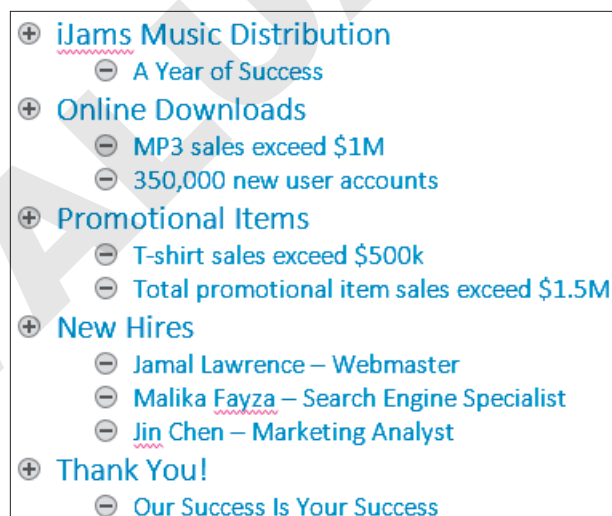 iJams Music Distribution
A Year of Success
Online Downloads
MP3 sales exceed $1M
350,000 new user accounts
Promotional Items
T-shirt sales exceed $500k
Total promotional item sales exceed $1.5M
New Hires
Jamal Lawrence – Webmaster
Malika Fayza – Search Engine Specialist
Jin Chen – Marketing Analyst
Thank You!
Our Success Is Your Success